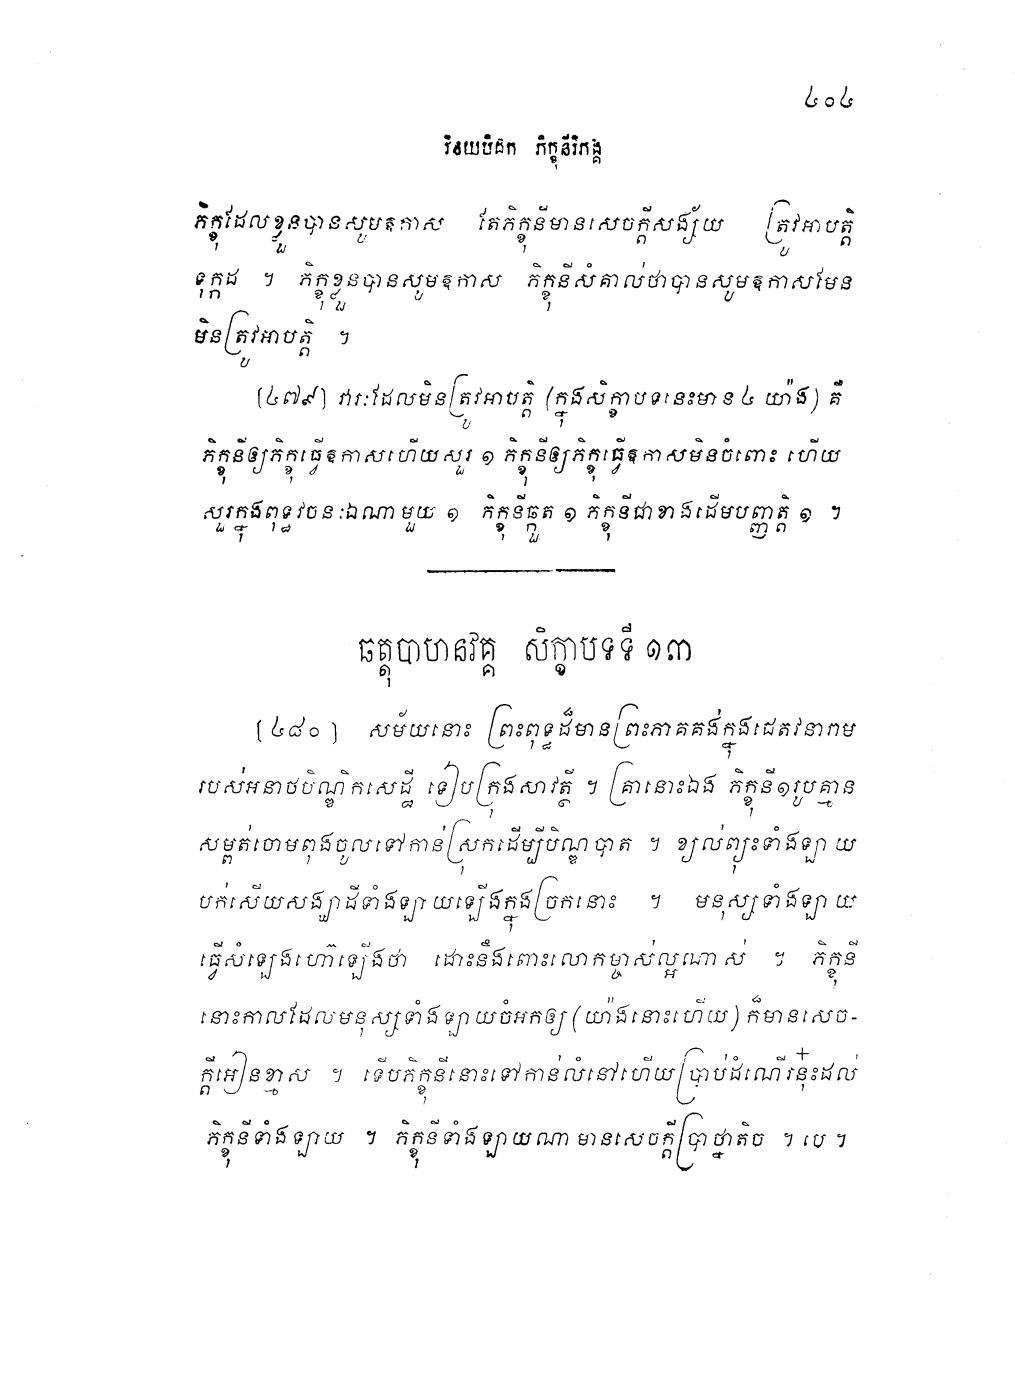 ៤០៤
វិនយបិដក ភិក្ខុនីវិភង្គ
ភិក្ខុដែលខ្លួនបានសូមឱកាស តែភិក្ខុនីមានសេចក្តីសង្ស័យ ត្រូវអាបត្តិ
ទុក្កដ ។ ភិក្ខុខ្លួនបានសូមឱកាស ភិក្ខុនីសំគាល់ថាបានសូមឱកាសមែន
មិនត្រូវអាបត្តិ ។
[៤៧៩] វារៈដែលមិនត្រូវអាបត្តិ (ក្នុងសិក្ខាបទនេះមាន ៤ យ៉ាង) គឺ
ភិក្ខុនីឲ្យភិក្ខុធ្វើឱកាសហើយសួរ ១ ភិក្ខុនីឲ្យភិក្ខុធ្វើឱកាសមិនចំពោះ ហើយ
សួរក្នុងពុទ្ធវចនៈឯណាមួយ ១ ភិក្ខុនីឆ្កួត ១ ភិក្ខុនីជាខាងដើមបញ្ញត្តិ ១ ។
ឆត្តុបាហនវគ្គ សិក្ខាបទទី ១៣
[៤៨០] សម័យនោះ ព្រះពុទ្ធដ៏មានព្រះភាគគង់ក្នុងជេតវនារាម
របស់អនាថបិណ្ឌិកសេដ្ឋី ទៀបក្រុងសាវត្ថី ។ គ្រានោះឯង ភិក្ខុនី១រូបគ្មាន
សម្ពត់ចោមពុងចូលទៅកាន់ស្រុកដើម្បីបិណ្ឌបាត ។ ខ្យល់ព្យុះទាំងឡាយ
បក់សើយសង្ឃាដីទាំងឡាយឡើងក្នុងច្រកនោះ ។ មនុស្សទាំងឡាយ
ធ្វើសំឡេងហ៊ោឡើងថា ដោះនឹងពោះលោកម្ចាស់ល្អណាស់ ។ ភិក្ខុនី
នោះកាលដែលមនុស្សទាំងឡាយចំអកឲ្យ (យ៉ាងនោះហើយ) ក៏មានសេច-
ក្តីអៀនខ្មាស ។ ទើបភិក្ខុនីនោះទៅកាន់លំនៅហើយប្រាប់ដំណើរនុ៎ះដល់
ភិក្ខុនីទាំងឡាយ ។ ភិក្ខុនីទាំងឡាយណាមានសេចក្តីប្រាថ្នាតិច ។ បេ ។